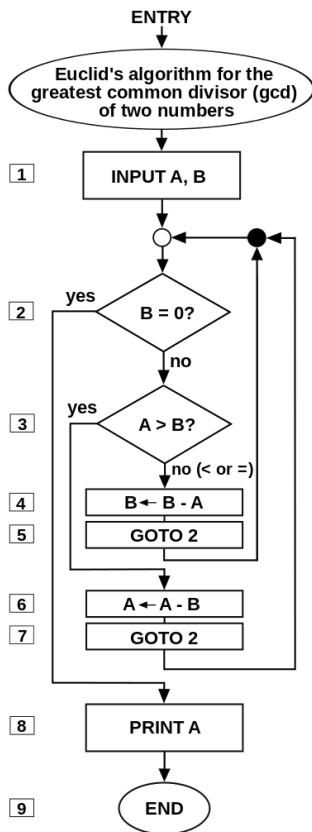 ENTRY
Euclid's algorithm for the
greatest common divisor (gcd)
of two numbers
1
INPUT A, B
yes
2
B = 0?
no
yes
3
A > B?
no (< or =)
4
B ← B - A
5
GOTO 2
6
A ← A - B
7
GOTO 2
8
PRINT A
9
END